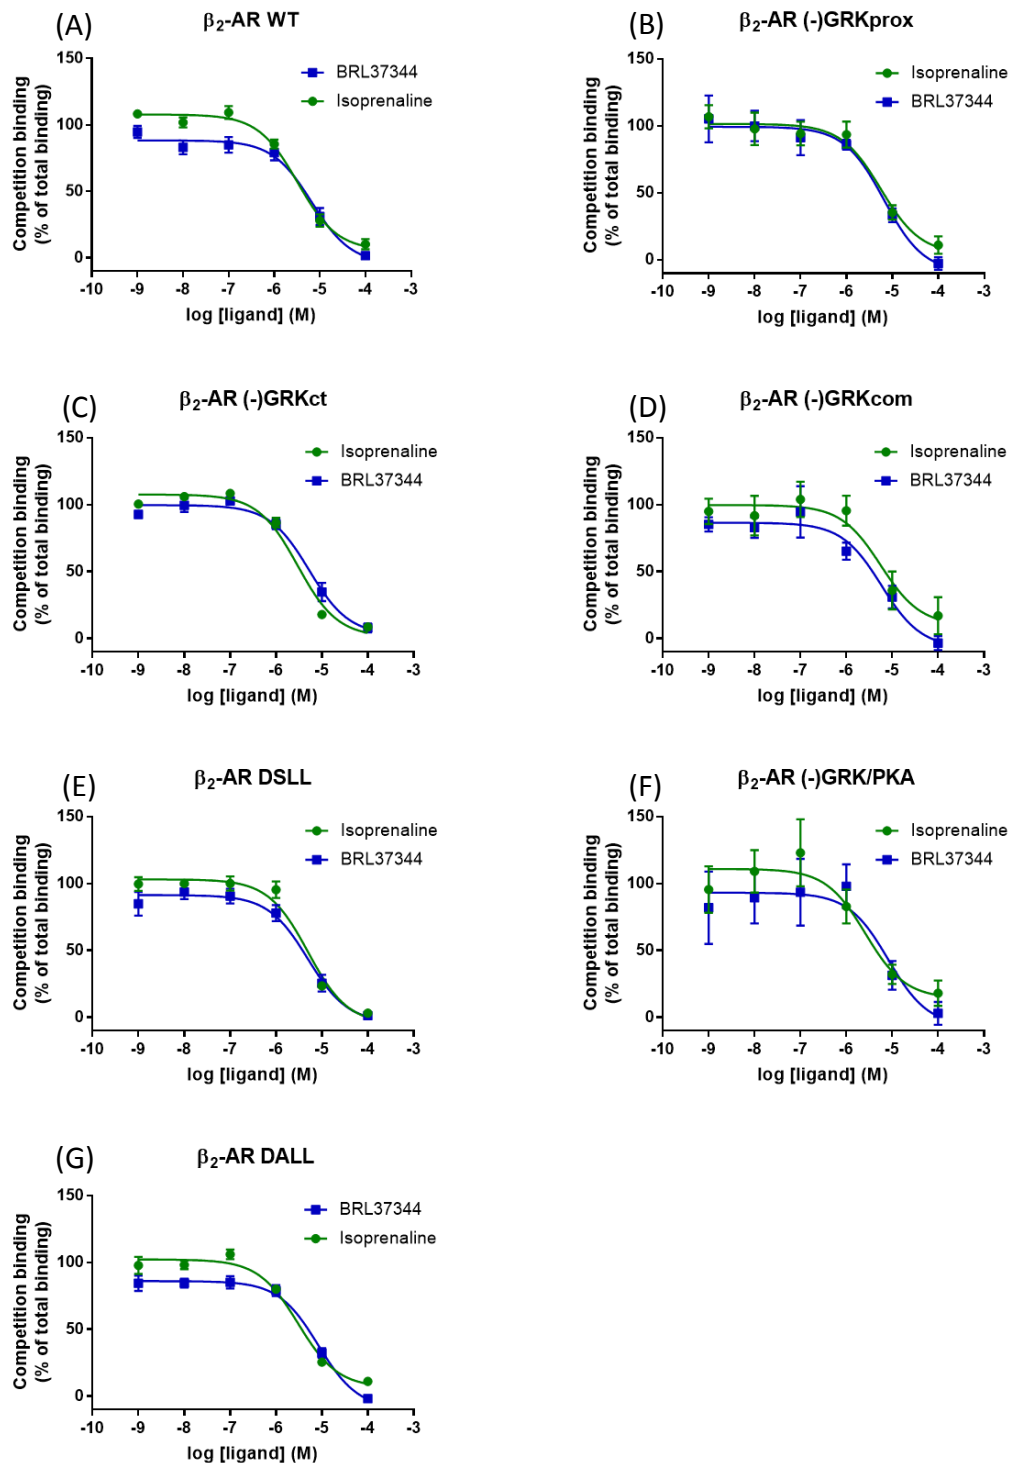 (A)
β2-AR WT
Competition binding
(% of total binding)
150
100
50
0
-10 -9 -8 -7 -6 -5 -4 -3
log [ligand] (M)
BRL37344
Isoprenaline
(B)
β2-AR (-)GRKprox
Competition binding
(% of total binding)
150
100
50
0
-10 -9 -8 -7 -6 -5 -4 -3
log [ligand] (M)
Isoprenaline
BRL37344
(C)
β2-AR (-)GRKct
Competition binding
(% of total binding)
150
100
50
0
-10 -9 -8 -7 -6 -5 -4 -3
log [ligand] (M)
Isoprenaline
BRL37344
(D)
β2-AR (-)GRKcom
Competition binding
(% of total binding)
150
100
50
0
-10 -9 -8 -7 -6 -5 -4 -3
log [ligand] (M)
Isoprenaline
BRL37344
(E)
β2-AR DSLL
Competition binding
(% of total binding)
150
100
50
0
-10 -9 -8 -7 -6 -5 -4 -3
log [ligand] (M)
Isoprenaline
BRL37344
(F)
β2-AR (-)GRK/PKA
Competition binding
(% of total binding)
150
100
50
0
-10 -9 -8 -7 -6 -5 -4 -3
log [ligand] (M)
Isoprenaline
BRL37344
(G)
β2-AR DALL
Competition binding
(% of total binding)
150
100
50
0
-10 -9 -8 -7 -6 -5 -4 -3
log [ligand] (M)
BRL37344
Isoprenaline